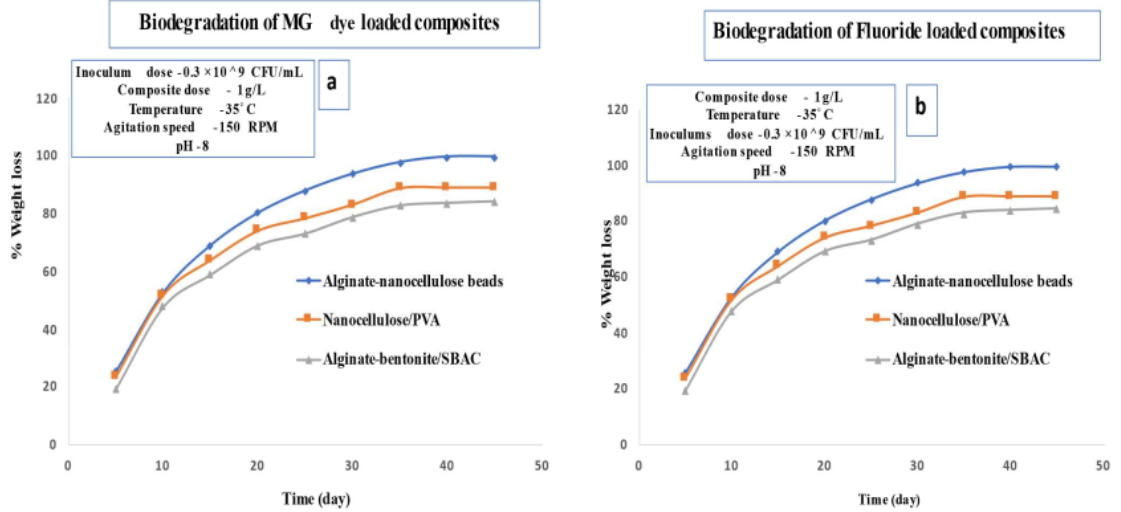 Biodegradation of MG dye loaded composites
Inoculum dose -0.3 ×10^9 CFU/mL
Composite dose - 1g/L
Temperature -35°C
Agitation speed -150 RPM
pH -8
a
120
100
80
60
40
20
0
% Weight loss
Alginate-nanocellulose beads
Nanocellulose/PVA
Alginate-bentonite/SBAC
0 10 20 30 40 50
Time (day)
Biodegradation of Fluoride loaded composites
Composite dose - 1g/L
Temperature -35°C
Inoculums dose -0.3 ×10^9 CFU/mL
Agitation speed -150 RPM
pH -8
b
120
100
80
60
40
20
0
% Weight loss
Alginate-nanocellulose beads
Nanocellulose/PVA
Alginate-bentonite/SBAC
0 10 20 30 40 50
Time (day)